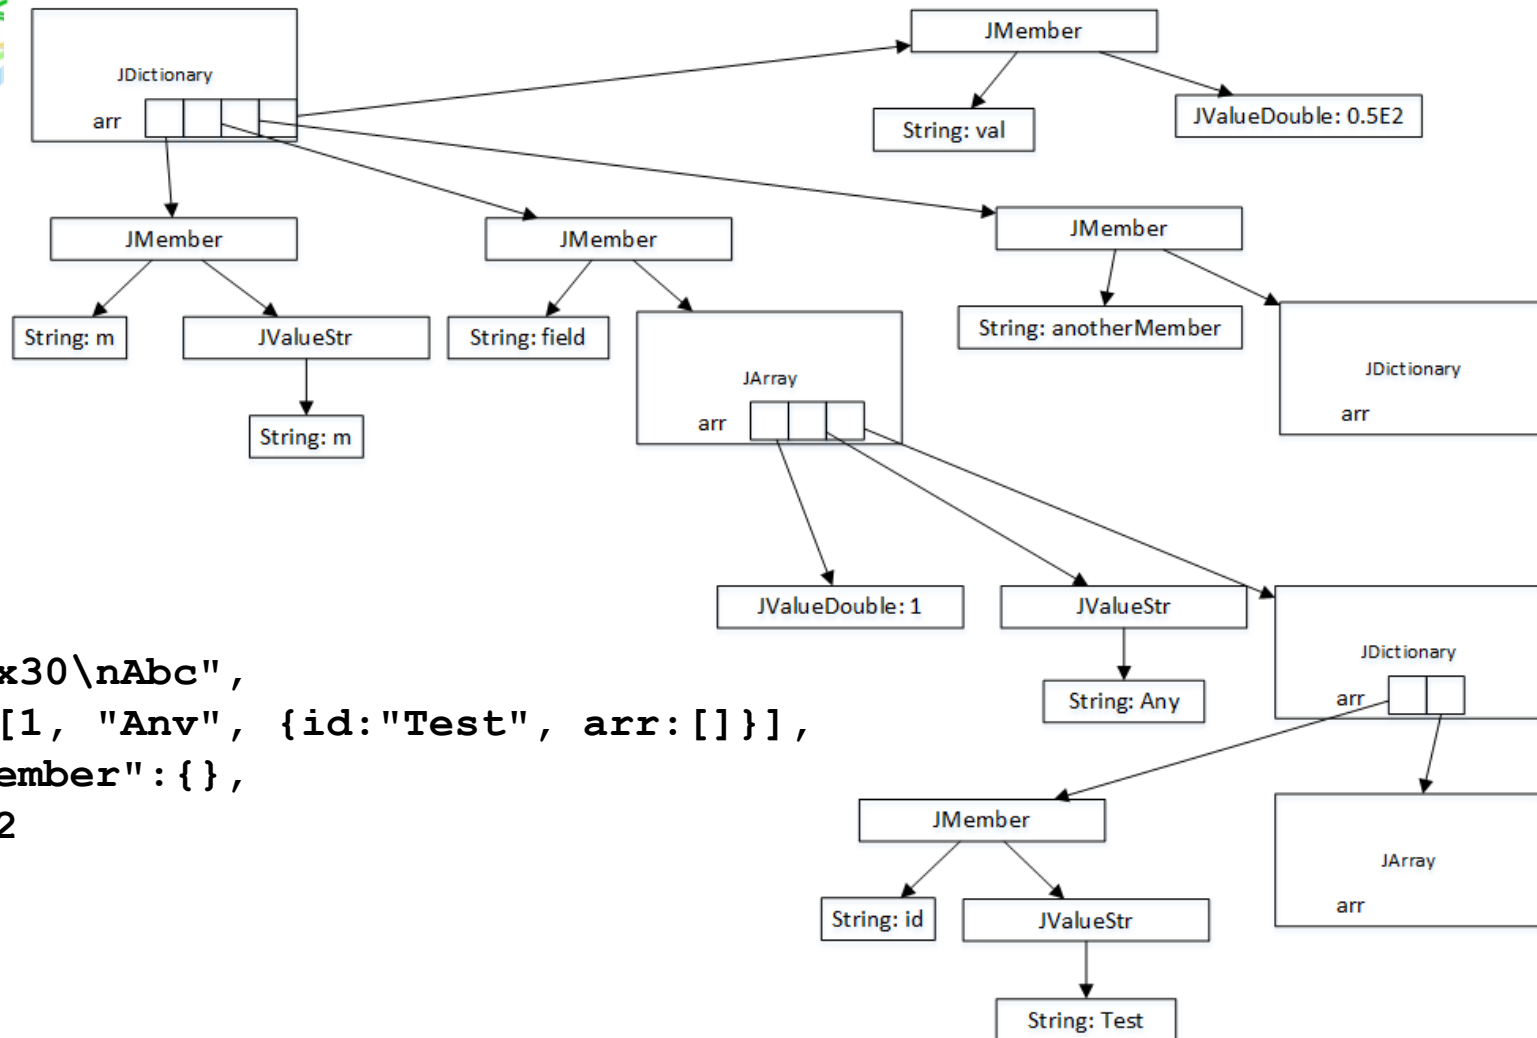 JDictionary
arr
JMember
String: val
JValueDouble: 0.5E2
JMember
String: m
JValueStr
String: m
JMember
String: field
JArray
arr
JMember
String: anotherMember
JDictionary
arr
JValueDouble: 1
JValueStr
String: Any
JDictionary
arr
JMember
String: id
JValueStr
String: Test
JArray
arr
x30\nAbc",
[1, "Anv", {id:"Test", arr:[]}],
ember":{},
2